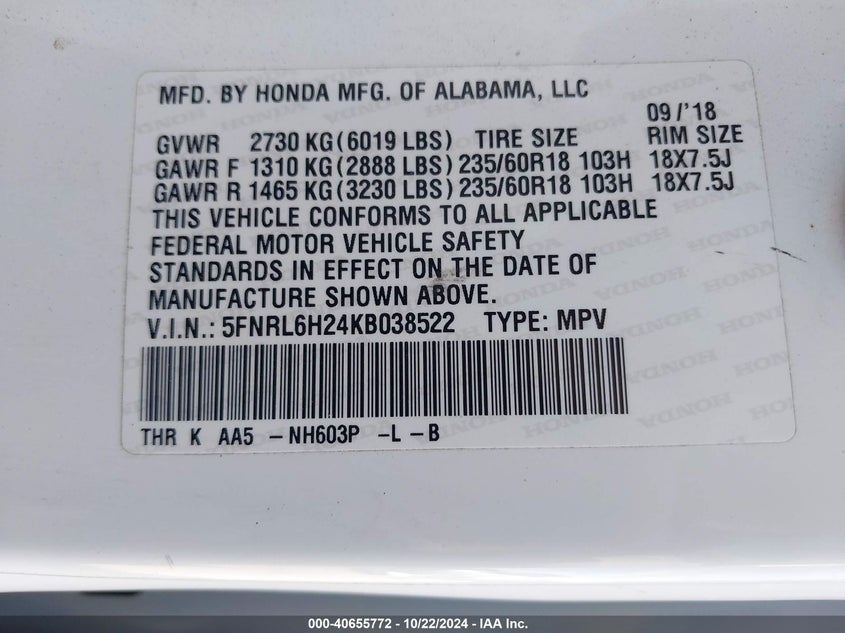 MFD. BY HONDA MFG. OF ALABAMA, LLC
09/'18
GVWR 2730 KG(6019 LBS) TIRE SIZE RIM SIZE
GAWR F 1310 KG(2888 LBS) 235/60R18 103H 18X7.5J
GAWR R 1465 KG(3230 LBS) 235/60R18 103H 18X7.5J
THIS VEHICLE CONFORMS TO ALL APPLICABLE
FEDERAL MOTOR VEHICLE SAFETY
STANDARDS IN EFFECT ON THE DATE OF
MANUFACTURE SHOWN ABOVE.
V.I.N.: 5FNRL6H24KB038522 TYPE: MPV
THR K AA5 -NH603P -L -B
000-40655772 - 10/22/2024 - IAA Inc.